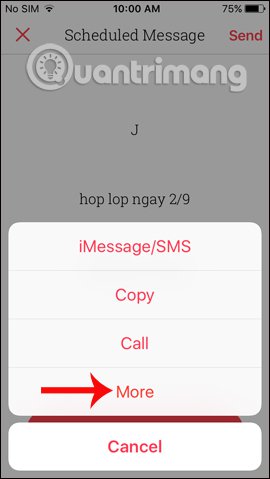 No SIM 10:00 AM 75%
Scheduled Message Send
Quantrimang
J
hop lop ngay 2/9
iMessage/SMS
Copy
Call
More
Cancel